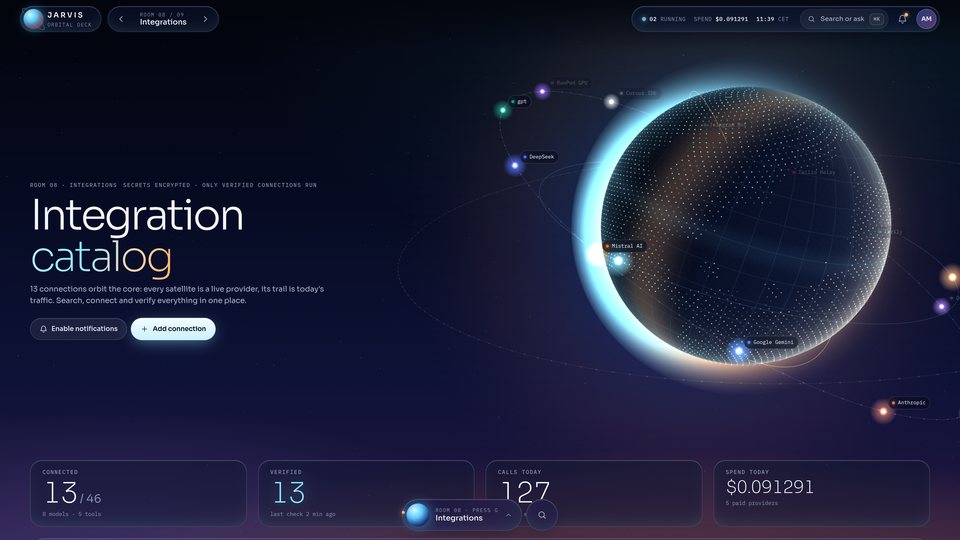 JARVIS
ORBITAL DECK
ROOM 08 / 09
Integrations
02 RUNNING
SPEND $0.091291
11:39 CET
Search or ask
⌘K
AM
RunPod GPU
gpt
Cursor IDE
DeepSeek
Mistral AI
Google Gemini
Anthropic
ROOM 08 · INTEGRATIONS SECRETS ENCRYPTED · ONLY VERIFIED CONNECTIONS RUN
Integration
catalog
13 connections orbit the core: every satellite is a live provider, its trail is today's
traffic. Search, connect and verify everything in one place.
Enable notifications
+ Add connection
CONNECTED
13 / 46
8 models · 5 tools
VERIFIED
13
last check 2 min ago
CALLS TODAY
127
SPEND TODAY
$0.091291
5 paid providers
ROOM 08 · PRESS G
Integrations